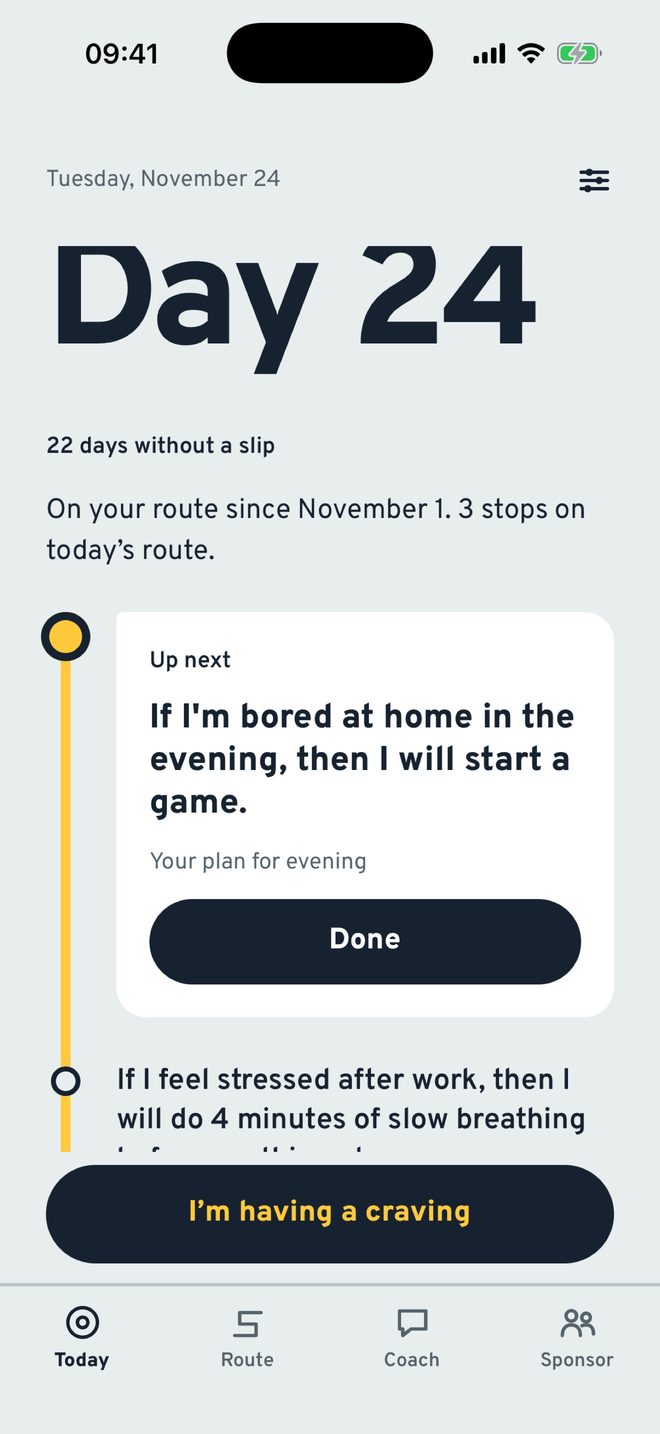 09:41
Tuesday, November 24
Day 24
22 days without a slip
On your route since November 1. 3 stops on
today’s route.
Up next
If I'm bored at home in the
evening, then I will start a
game.
Your plan for evening
Done
If I feel stressed after work, then I
will do 4 minutes of slow breathing
I’m having a craving
Today
Route
Coach
Sponsor